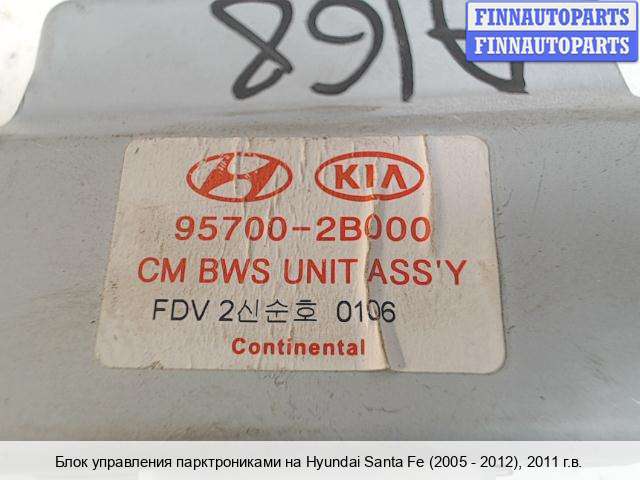 FINNAUTOPARTS
FINNAUTOPARTS
A168
KIA
95700-2B000
CM BWS UNIT ASS'Y
FDV 2신순호 0106
Continental
Блок управления парктрониками на Hyundai Santa Fe (2005 - 2012), 2011 г.в.